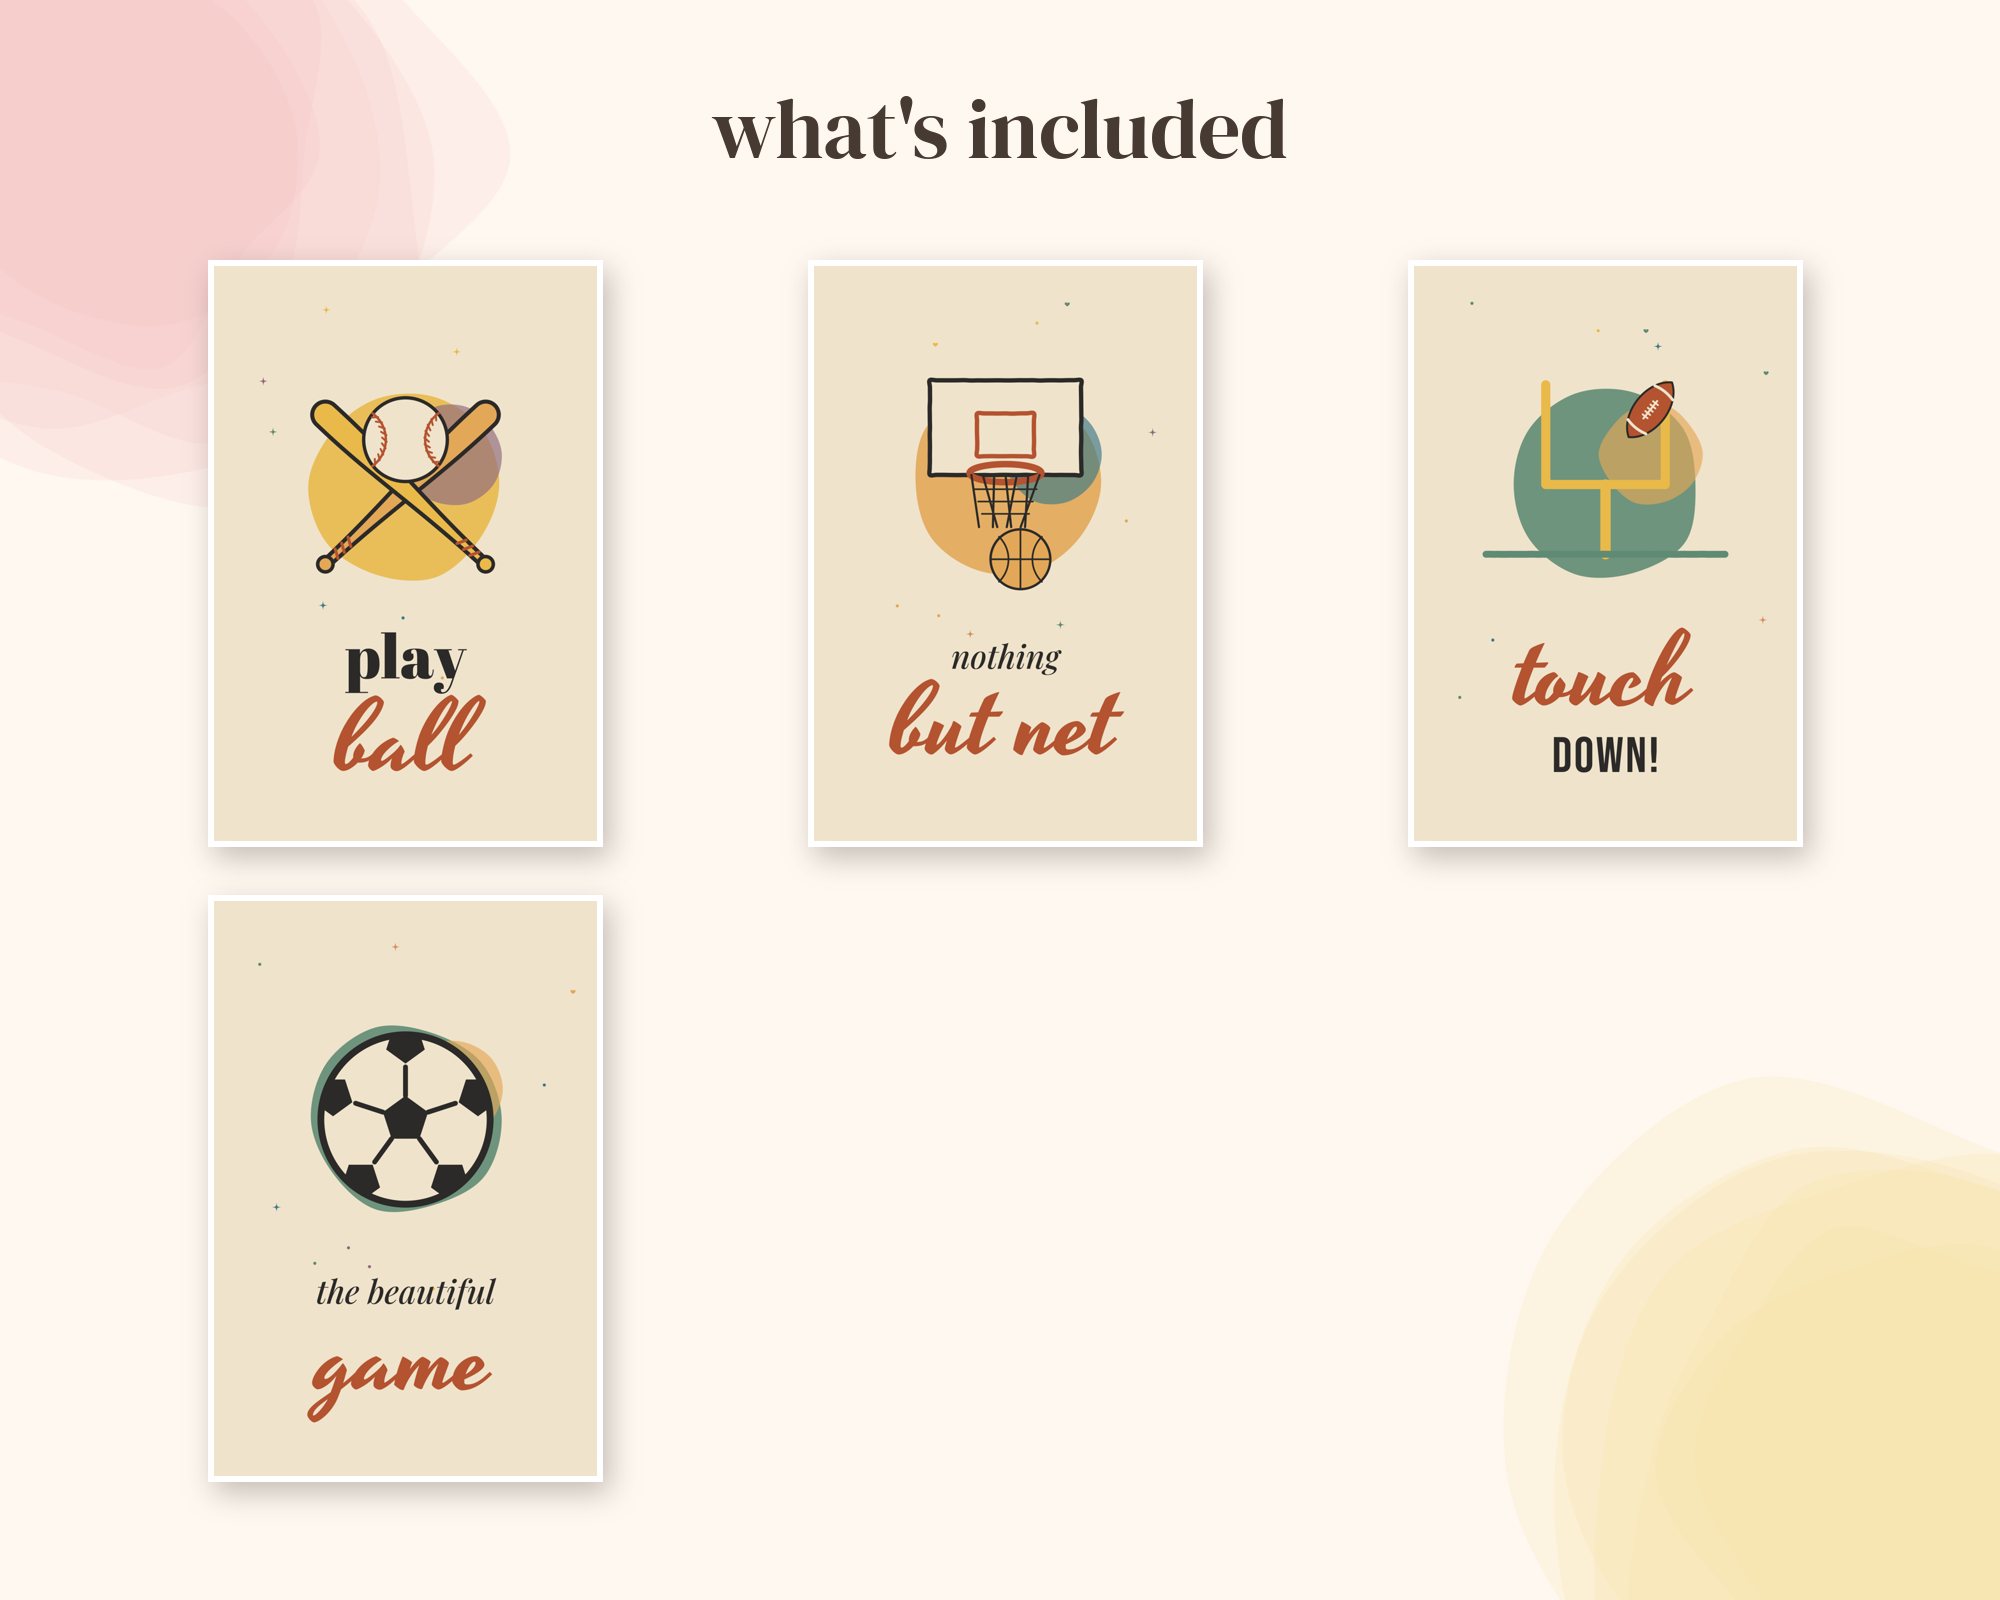 what's included
play
ball
nothing
but net
touch
DOWN!
the beautiful
game